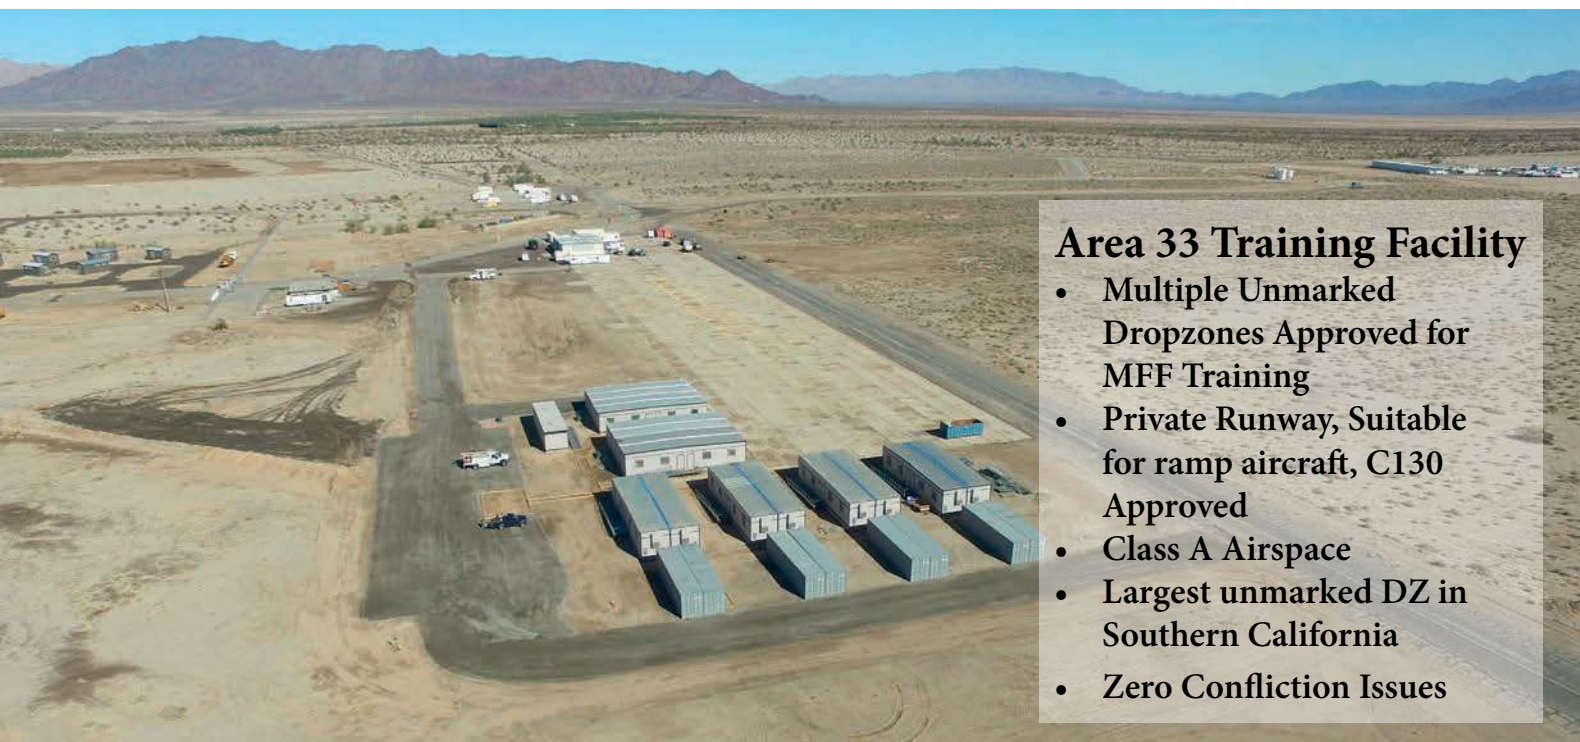 Area 33 Training Facility
• Multiple Unmarked
Dropzones Approved for
MFF Training
• Private Runway, Suitable
for ramp aircraft, C130
Approved
• Class A Airspace
• Largest unmarked DZ in
Southern California
• Zero Confliction Issues